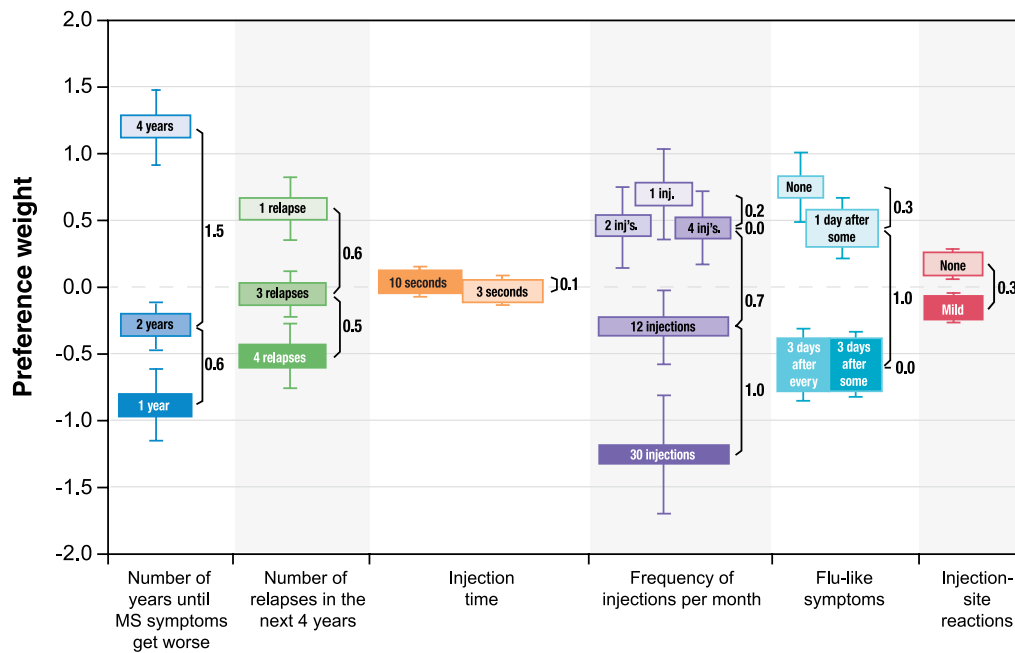 Preference weight
2.0
1.5
1.0
0.5
0.0
-0.5
-1.0
-1.5
-2.0
4 years
2 years
1 year
1.5
0.6
1 relapse
3 relapses
4 relapses
0.6
0.5
10 seconds
3 seconds
0.1
1 inj.
2 inj's.
4 inj's.
12 injections
30 injections
0.2
0.0
0.7
1.0
None
1 day after
some
3 days
after
every
3 days
after
some
0.3
1.0
0.0
None
Mild
0.3
Number of
years until
MS symptoms
get worse
Number of
relapses in the
next 4 years
Injection
time
Frequency of
injections per month
Flu-like
symptoms
Injection-
site
reactions